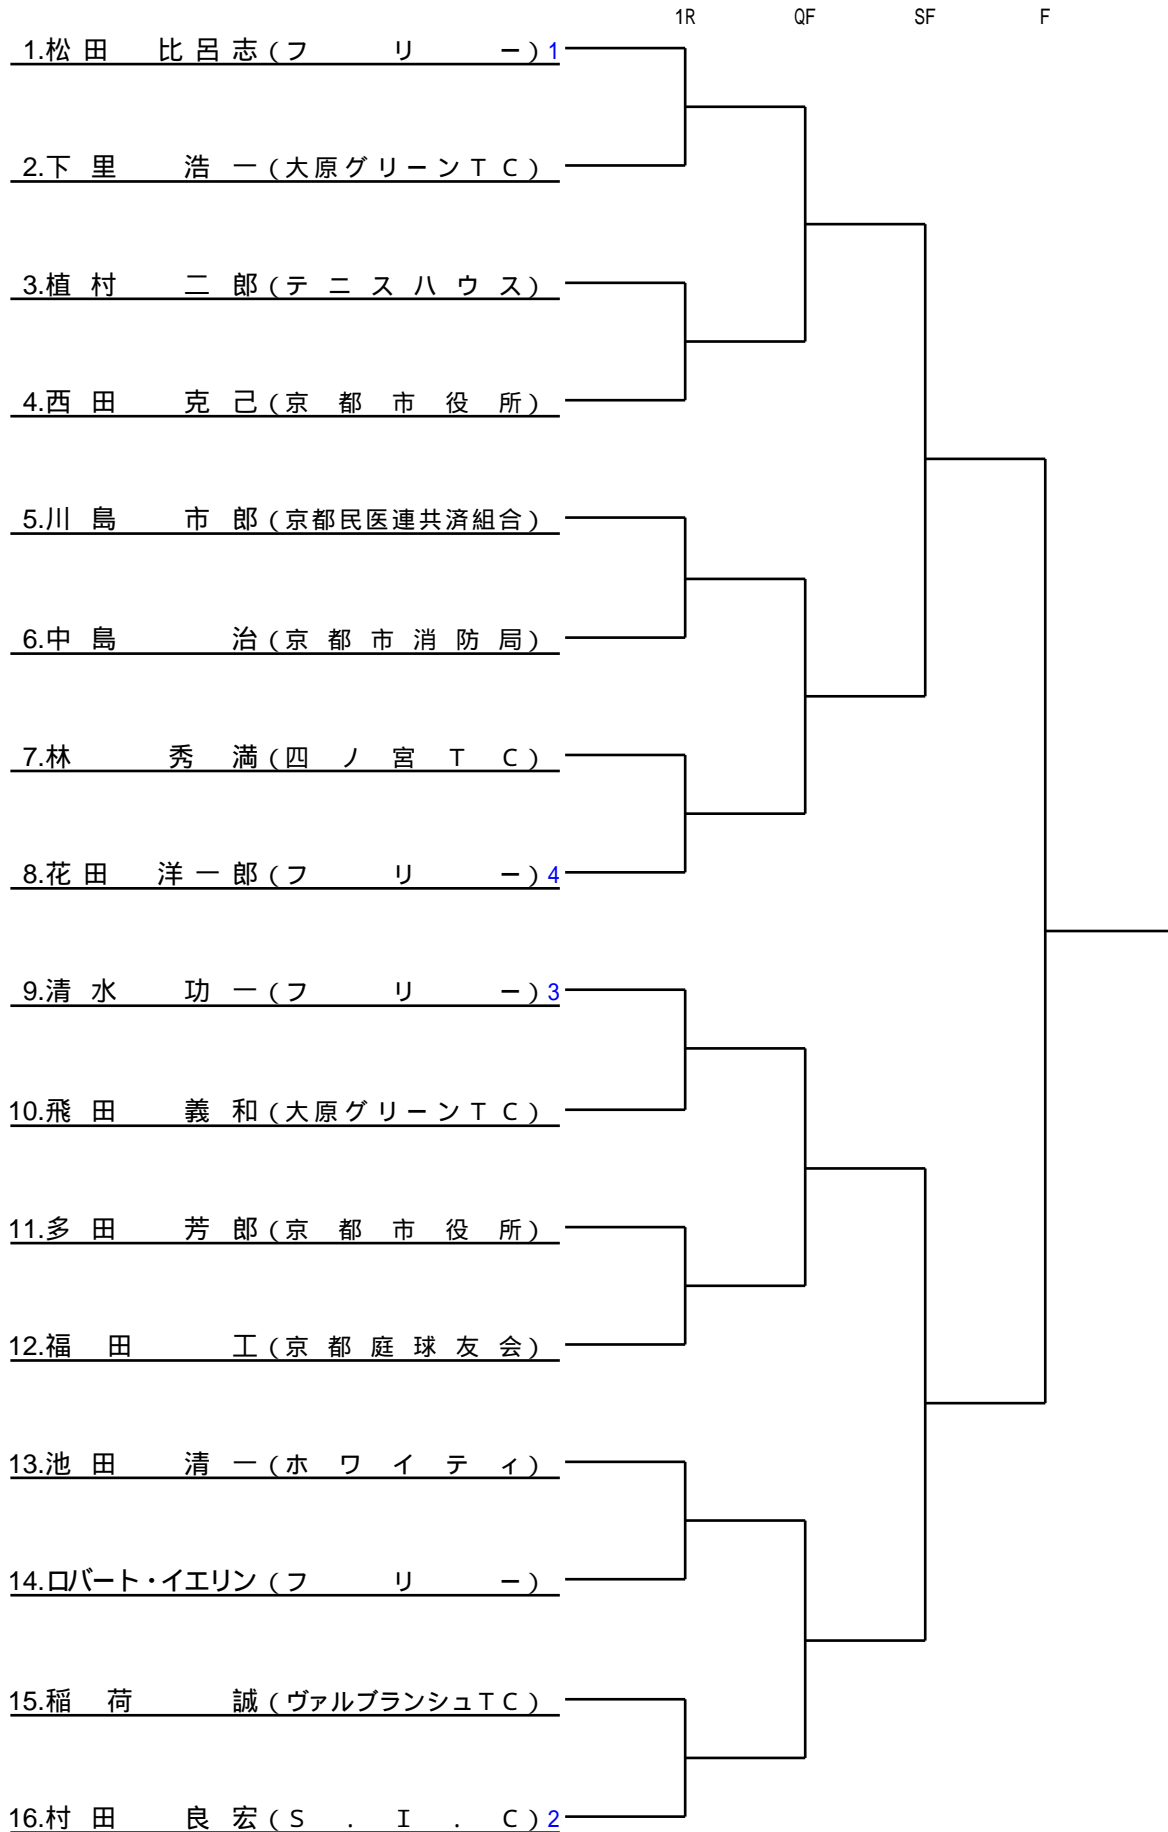 1R QF SF F
1.松田 比呂志(フリー)1
2.下里 浩一(大原グリーンTC)
3.植村 二郎(テニスハウス)
4.西田 克己(京都市役所)
5.川島 市郎(京都民医連共済組合)
6.中島 治(京都市消防局)
7.林 秀満(四ノ宮TC)
8.花田 洋一郎(フリー)4
9.清水 功一(フリー)3
10.飛田 義和(大原グリーンTC)
11.多田 芳郎(京都市役所)
12.福田 工(京都庭球友会)
13.池田 清一(ホワイティ)
14.ロバート・イエリン(フリー)
15.稲荷 誠(ヴァルブランシュTC)
16.村田 良宏(S.I.C)2